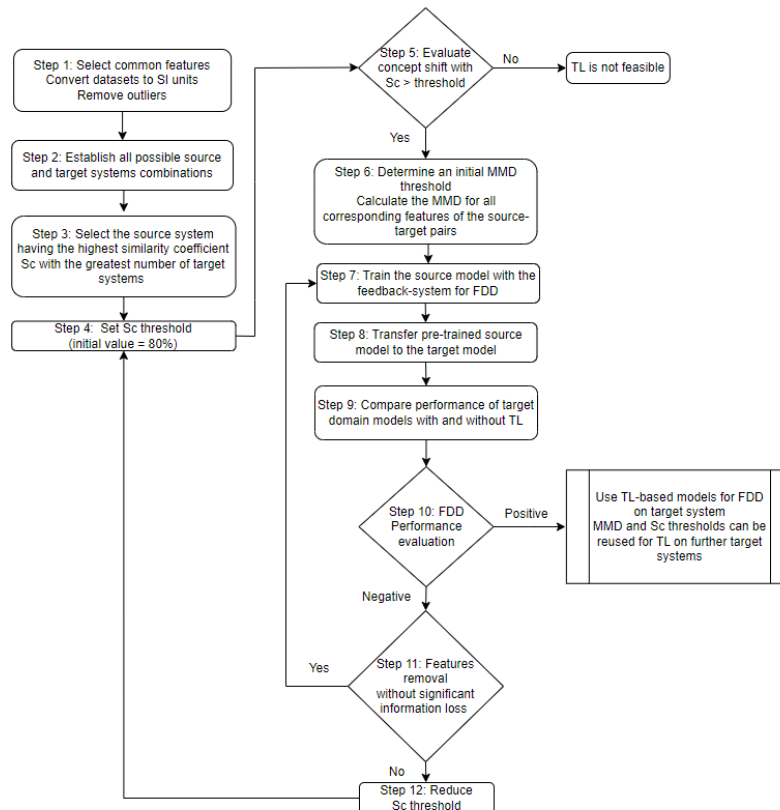 Step 1: Select common features
Convert datasets to SI units
Remove outliers
Step 2: Establish all possible source
and target systems combinations
Step 3: Select the source system
having the highest similarity coefficient
Sc with the greatest number of target
systems
Step 4: Set Sc threshold
(initial value = 80%)
Step 5: Evaluate
concept shift with
Sc > threshold
No
TL is not feasible
Yes
Step 6: Determine an initial MMD
threshold
Calculate the MMD for all
corresponding features of the source-
target pairs
Step 7: Train the source model with the
feedback-system for FDD
Step 8: Transfer pre-trained source
model to the target model
Step 9: Compare performance of target
domain models with and without TL
Step 10: FDD
Performance
evaluation
Positive
Use TL-based models for FDD
on target system
MMD and Sc thresholds can be
reused for TL on further target
systems
Negative
Step 11: Features
removal
without significant
information loss
Yes
No
Step 12: Reduce
Sc threshold